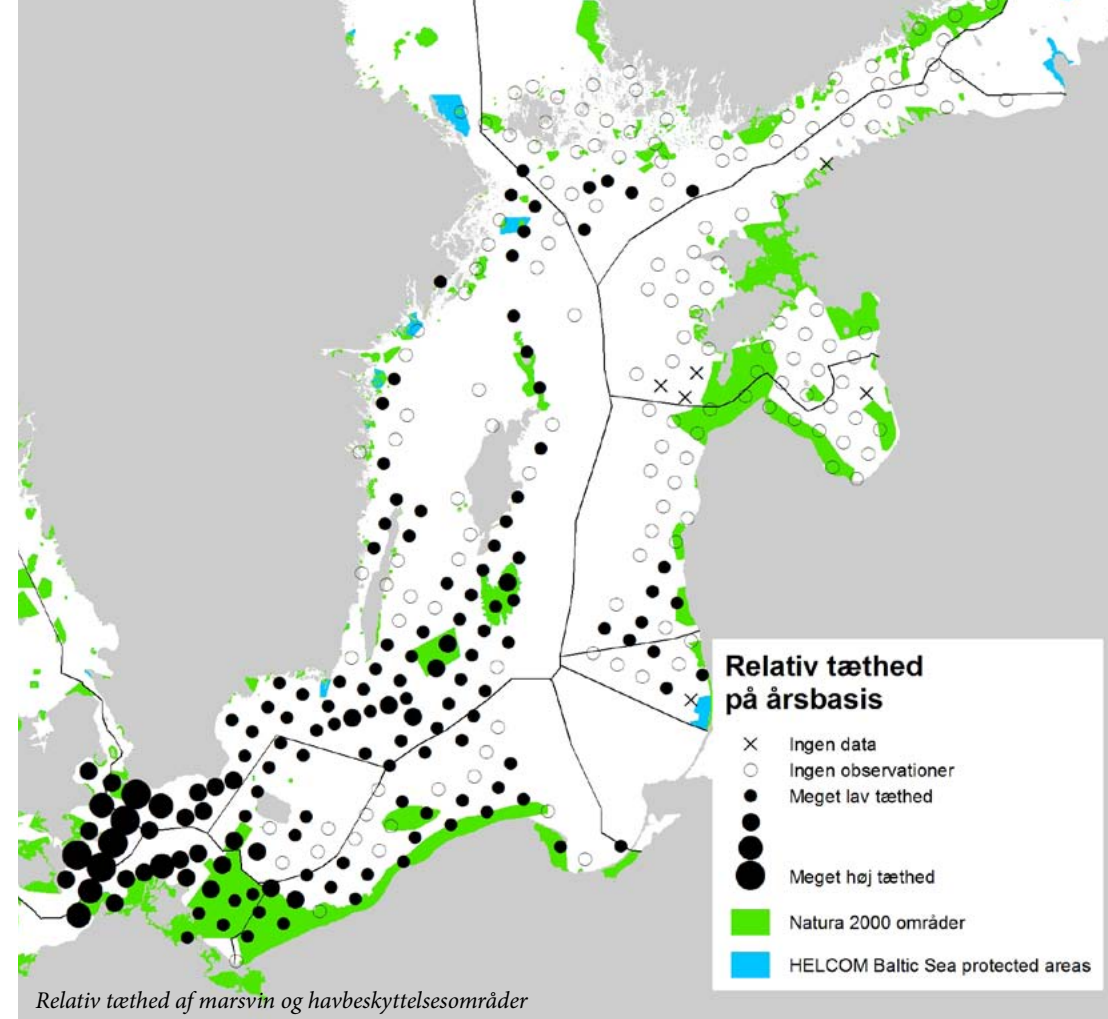 Relativ tæthed
på årsbasis
Ingen data
Ingen observationer
Meget lav tæthed
Meget høj tæthed
Natura 2000 områder
HELCOM Baltic Sea protected areas
Relativ tæthed af marsvin og havbeskyttelsesområder